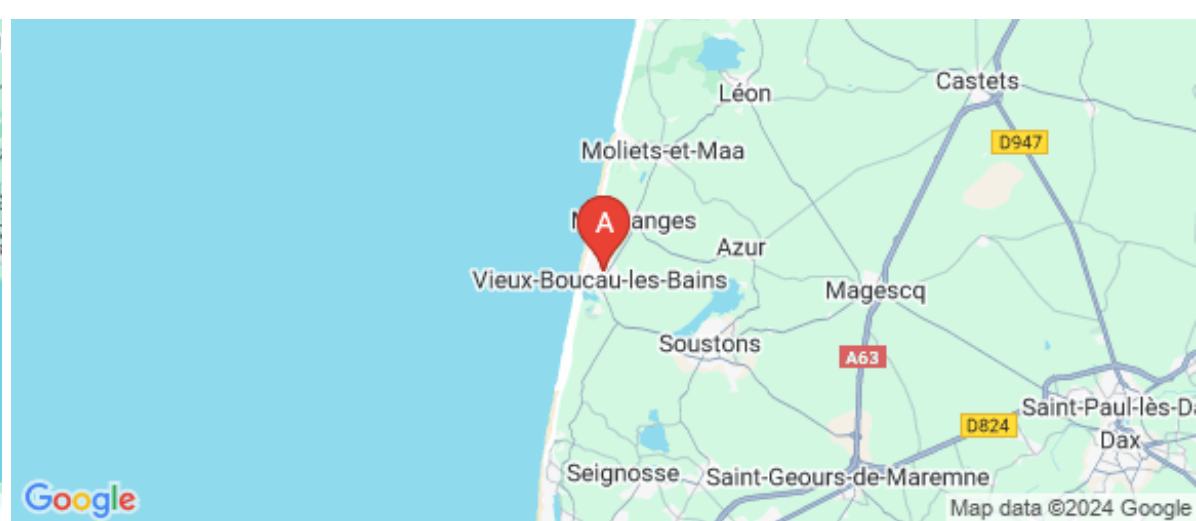 Castets
Léon
D947
Moliets-et-Maa
A
anges
Azur
Vieux-Boucau-les-Bains
Magescq
Soustons
A63
Saint-Paul-lès-Da
D824
Dax
Seignosse
Saint-Geours-de-Maremne
Google
Map data ©2024 Google